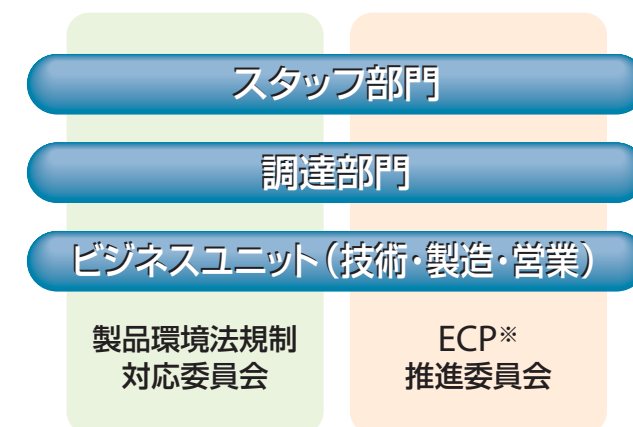 スタッフ部門
調達部門
ビジネスユニット（技術・製造・営業）
製品環境法規制
対応委員会
ECP※
推進委員会